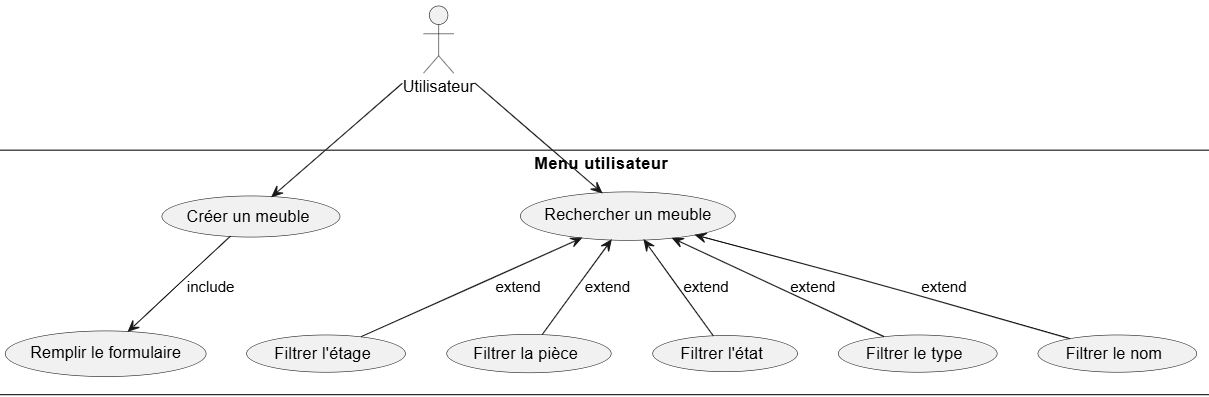 Utilisateur
Menu utilisateur
Créer un meuble
Rechercher un meuble
include
extend
extend
extend
extend
extend
Remplir le formulaire
Filtrer l'étage
Filtrer la pièce
Filtrer l'état
Filtrer le type
Filtrer le nom